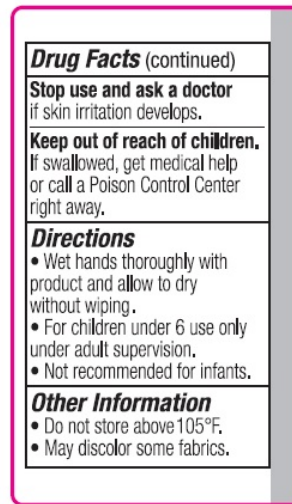 Drug Facts (continued)
Stop use and ask a doctor
if skin irritation develops.
Keep out of reach of children.
If swallowed, get medical help
or call a Poison Control Center
right away.
Directions
• Wet hands thoroughly with
product and allow to dry
without wiping.
• For children under 6 use only
under adult supervision.
• Not recommended for infants.
Other Information
• Do not store above 105°F.
• May discolor some fabrics.